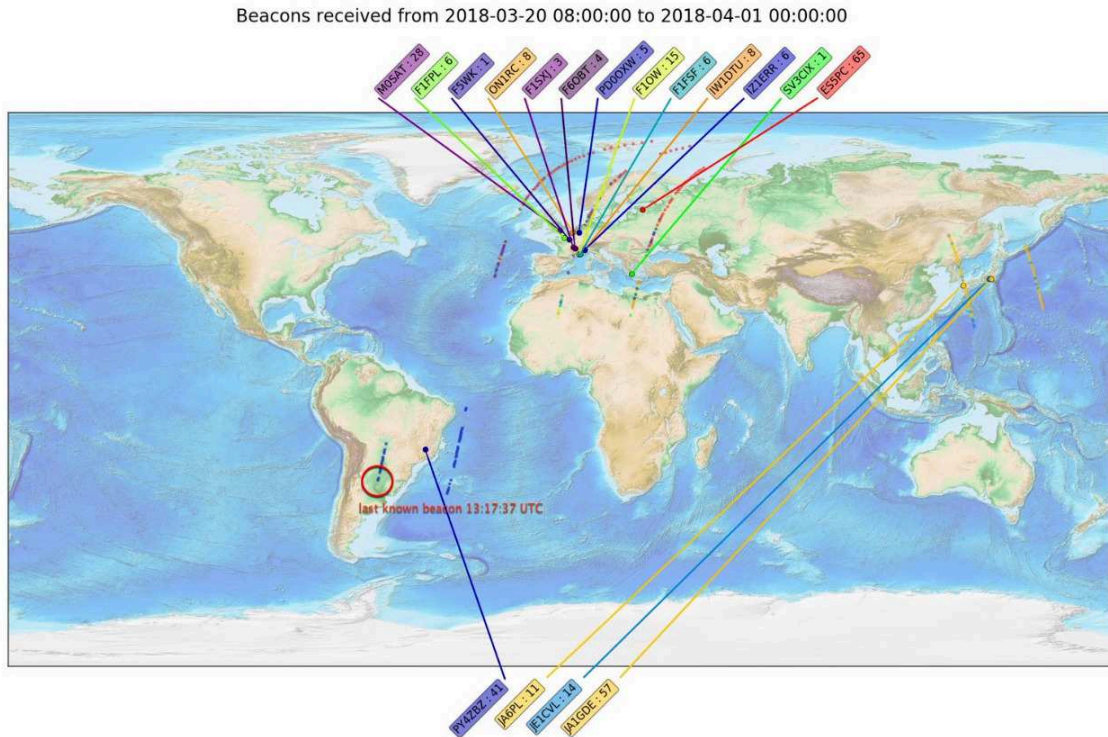 Beacons received from 2018-03-20 08:00:00 to 2018-04-01 00:00:00
M0SAT : 28
F1FPL : 6
F5WK : 1
ON1RC : 8
F1SXJ : 3
F6OBT : 4
PD0OXW : 5
F1OW : 15
F1FSF : 6
IW1DTU : 8
IZ1ERR : 6
SV3CIX : 1
ES5PC : 65
last known beacon 13:17:37 UTC
PY4ZBZ : 41
JA6PL : 11
JE1CVL : 14
JA1GDE : 57